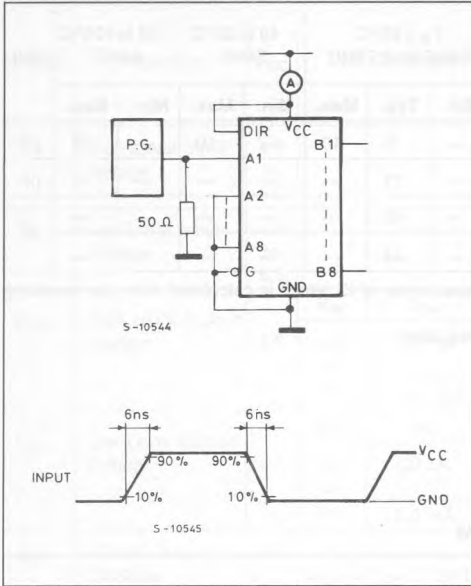 A
DIR
VCC
B1
P.G.
A1
A2
50 Ω
A8
G
B8
GND
S-10544
6ns
6ns
VCC
90%
90%
INPUT
10%
10%
GND
S-10545